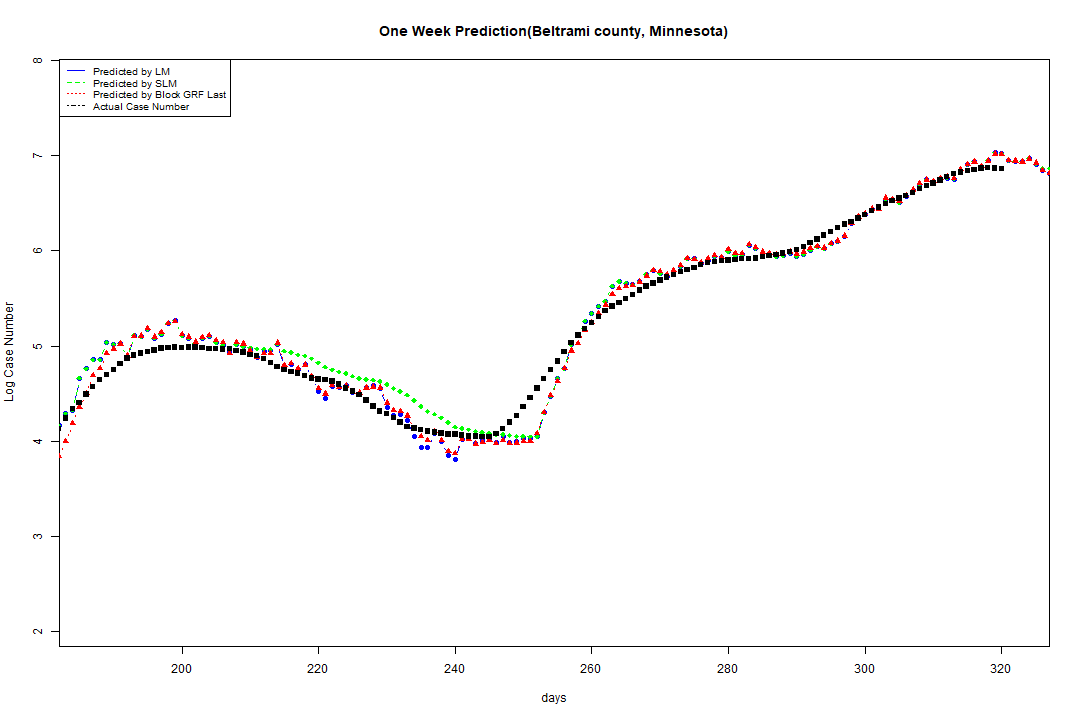 One Week Prediction(Beltrami county, Minnesota)
Predicted by LM
Predicted by SLM
Predicted by Block GRF Last
Actual Case Number
8
7
6
5
4
3
2
Log Case Number
200 220 240 260 280 300 320
days